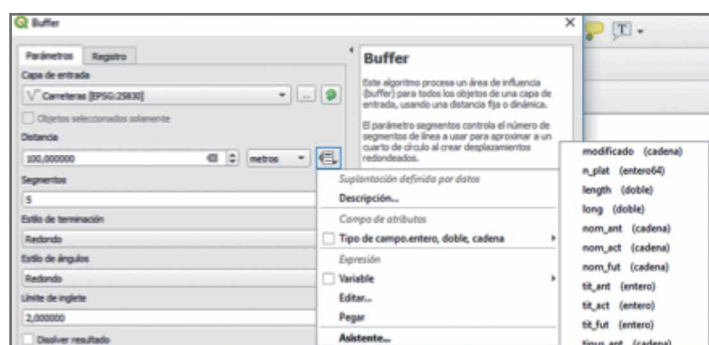 Buffer
Parámetros Registro
Capa de entrada
Carreteras [EPSG:25830]
Objetos seleccionados solamente
Distancia
100,000000 metros
Segmentos
5
Estilo de terminación
Redondo
Estilo de ángulos
Redondo
Límite de inglete
2,000000
Disolver resultado
Buffer
Este algoritmo procesa un área de influencia
(buffer) para todos los objetos de una capa de
entrada, usando una distancia fija o dinámica.
El parámetro segmentos controla el número de
segmentos de línea a usar para aproximar a un
cuarto de círculo al crear desplazamientos
redondeados.
Suplantación definida por datos
Descripción...
Campo de atributos
Tipo de campo.entero, doble, cadena
Expresión
Variable
Editar...
Pegar
Asistente...
modificado (cadena)
n_plat (entero64)
length (doble)
long (doble)
nom_ant (cadena)
nom_act (cadena)
nom_fut (cadena)
tit_ant (entero)
tit_act (entero)
tit_fut (entero)
tipus_ant (cadena)